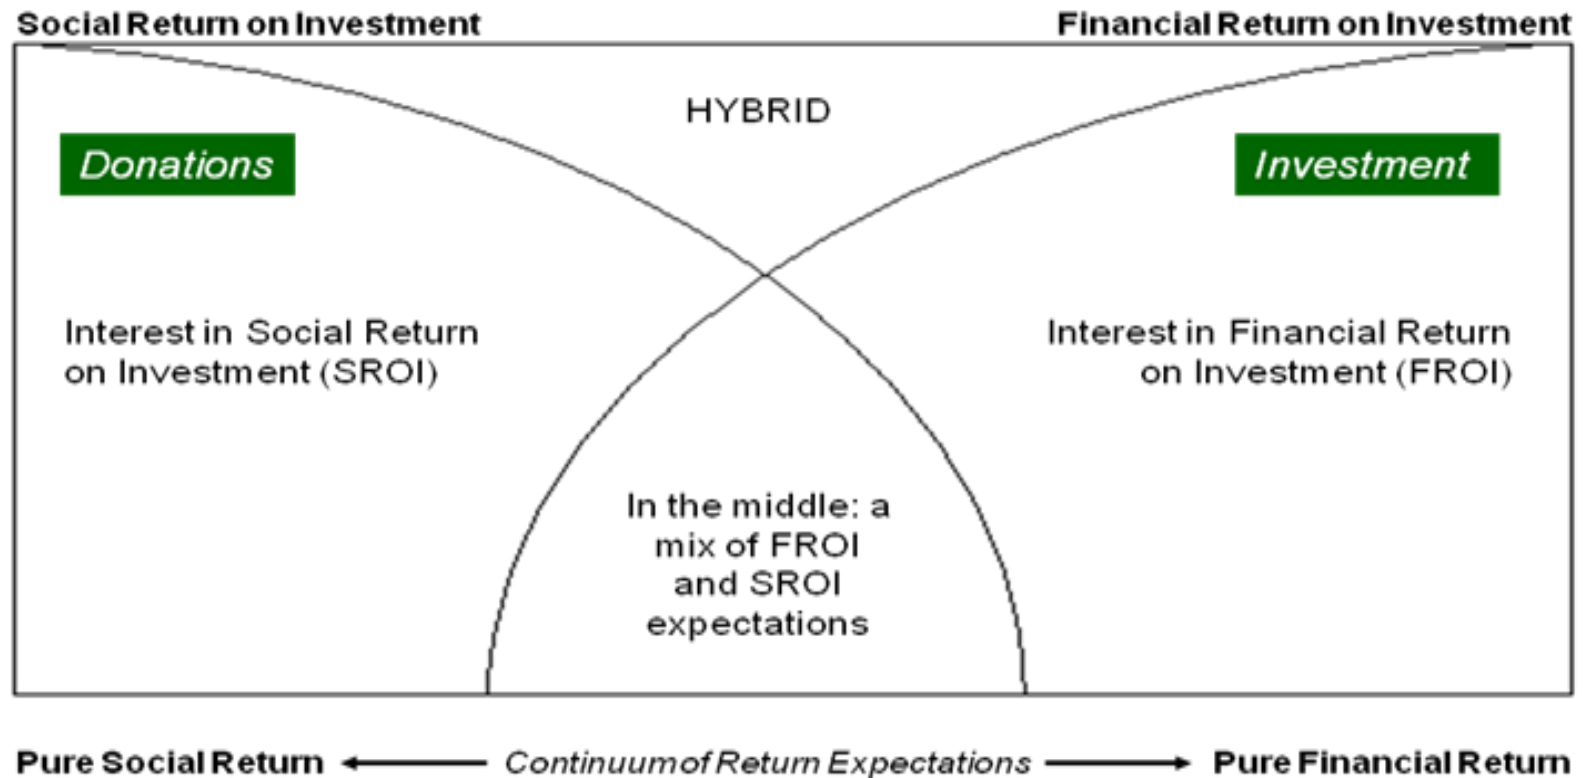 Social Return on Investment
Financial Return on Investment
HYBRID
Donations
Investment
Interest in Social Return
on Investment (SROI)
Interest in Financial Return
on Investment (FROI)
In the middle: a
mix of FROI
and SROI
expectations
Pure Social Return
Continuum of Return Expectations
Pure Financial Return